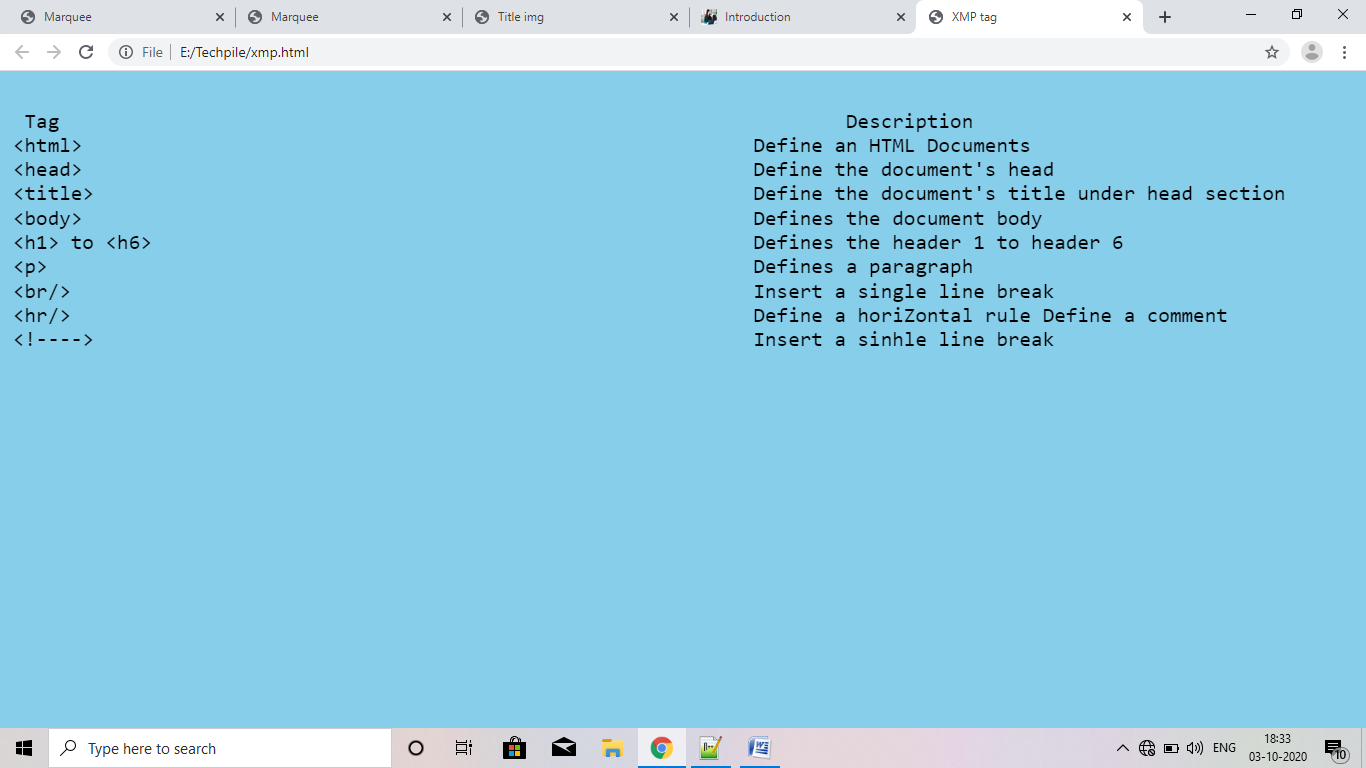 Marquee
Marquee
Title img
Introduction
XMP tag
File E:/Techpile/xmp.html
Tag Description
<html> Define an HTML Documents
<head> Define the document's head
<title> Define the document's title under head section
<body> Defines the document body
<h1> to <h6> Defines the header 1 to header 6
<p> Defines a paragraph
<br/> Insert a single line break
<hr/> Define a horiZontal rule Define a comment
<!----> Insert a sinhle line break
Type here to search
ENG
18:33
03-10-2020
10